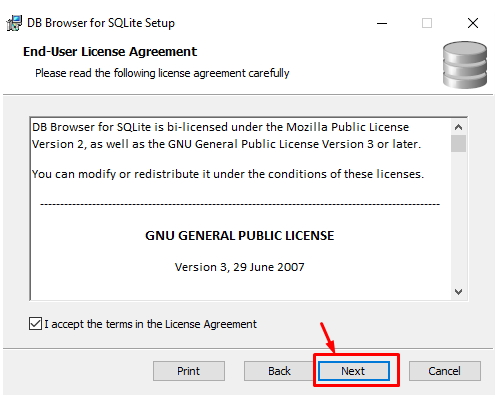 DB Browser for SQLite Setup
End-User License Agreement
Please read the following license agreement carefully
DB Browser for SQLite is bi-licensed under the Mozilla Public License
Version 2, as well as the GNU General Public License Version 3 or later.
You can modify or redistribute it under the conditions of these licenses.
----------------------------------------------------------------------------------------------------
GNU GENERAL PUBLIC LICENSE
Version 3, 29 June 2007
I accept the terms in the License Agreement
Print Back Next Cancel